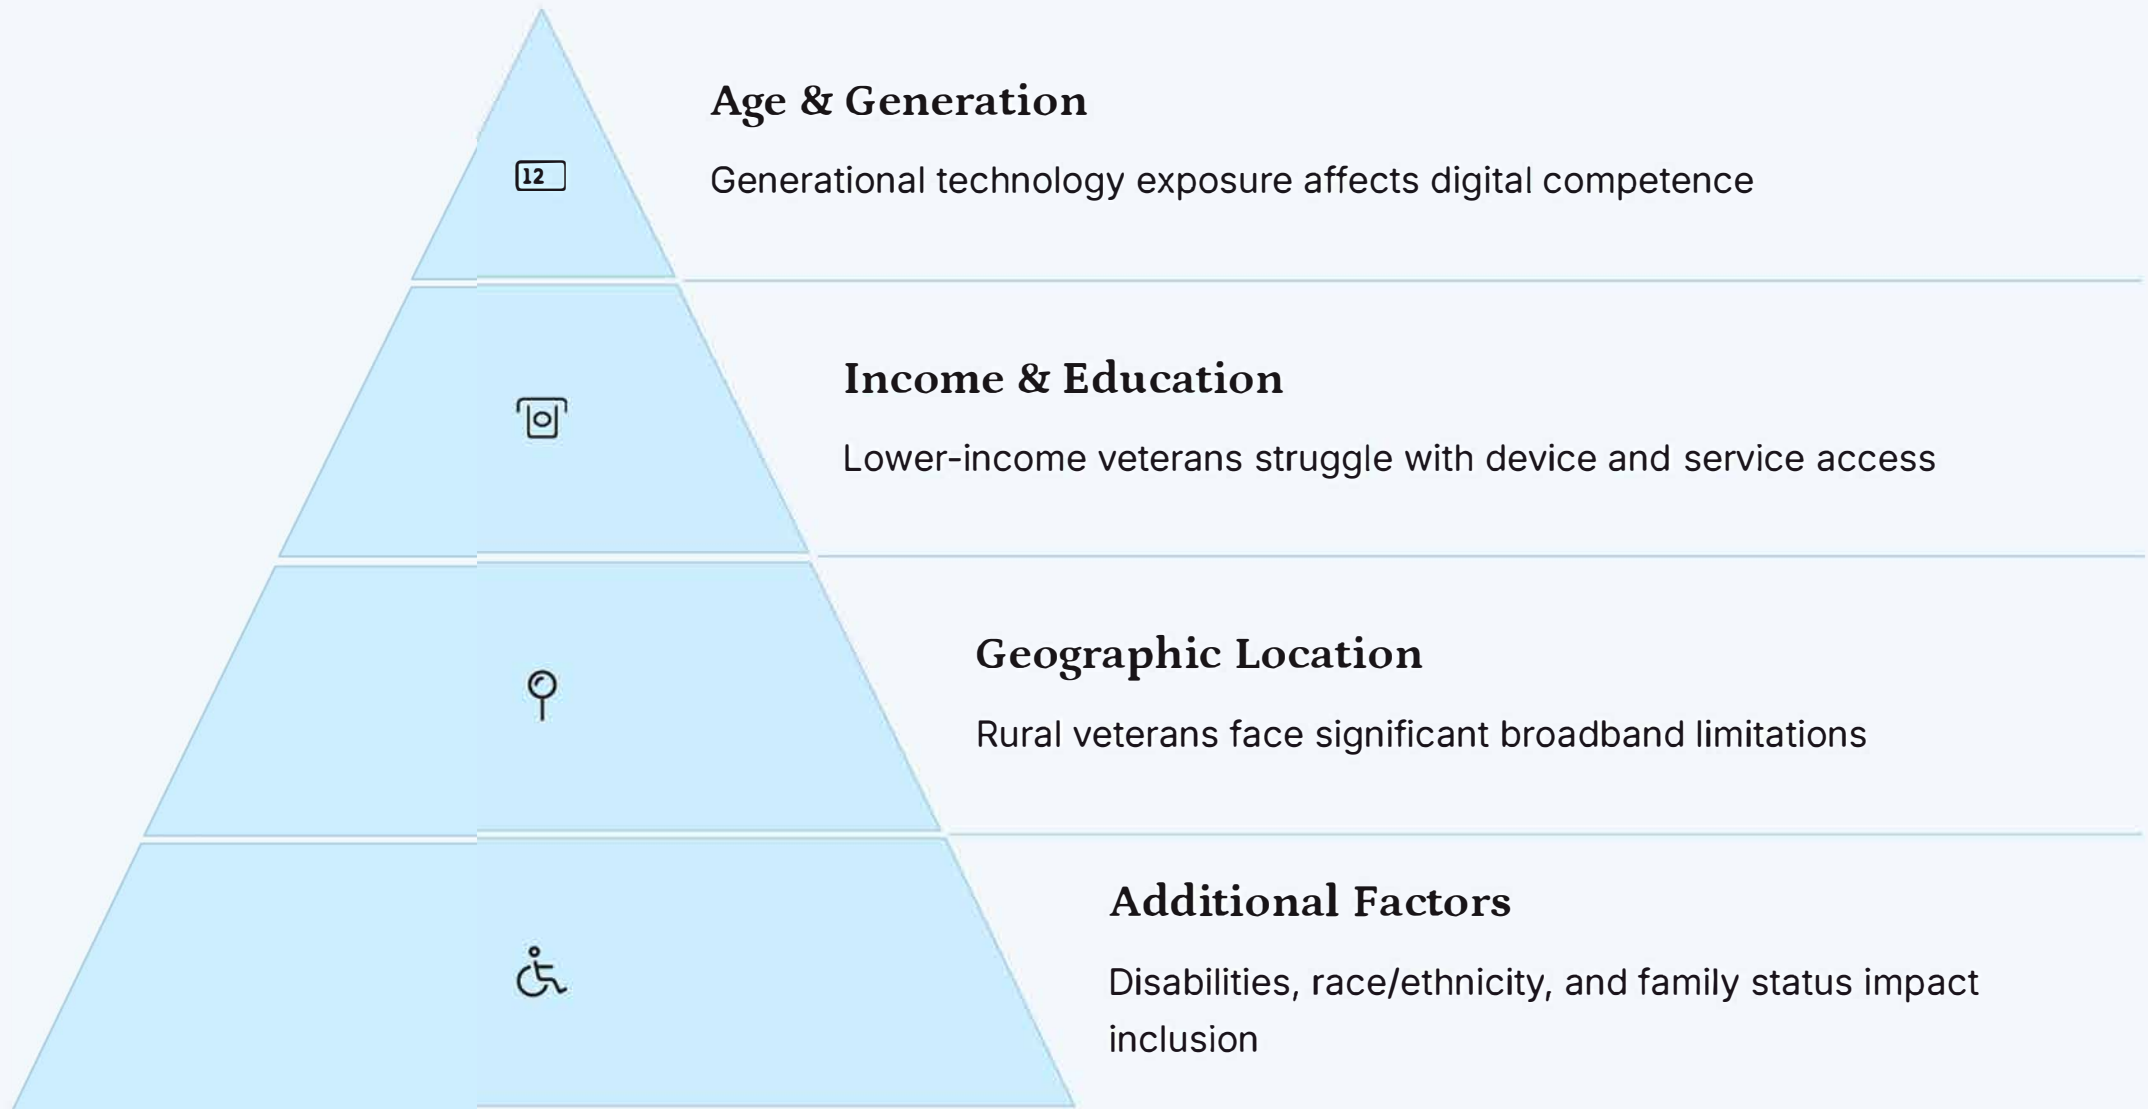 Age & Generation
12
Generational technology exposure affects digital competence
Income & Education
Lower-income veterans struggle with device and service access
Geographic Location
Rural veterans face significant broadband limitations
Additional Factors
Disabilities, race/ethnicity, and family status impact
inclusion